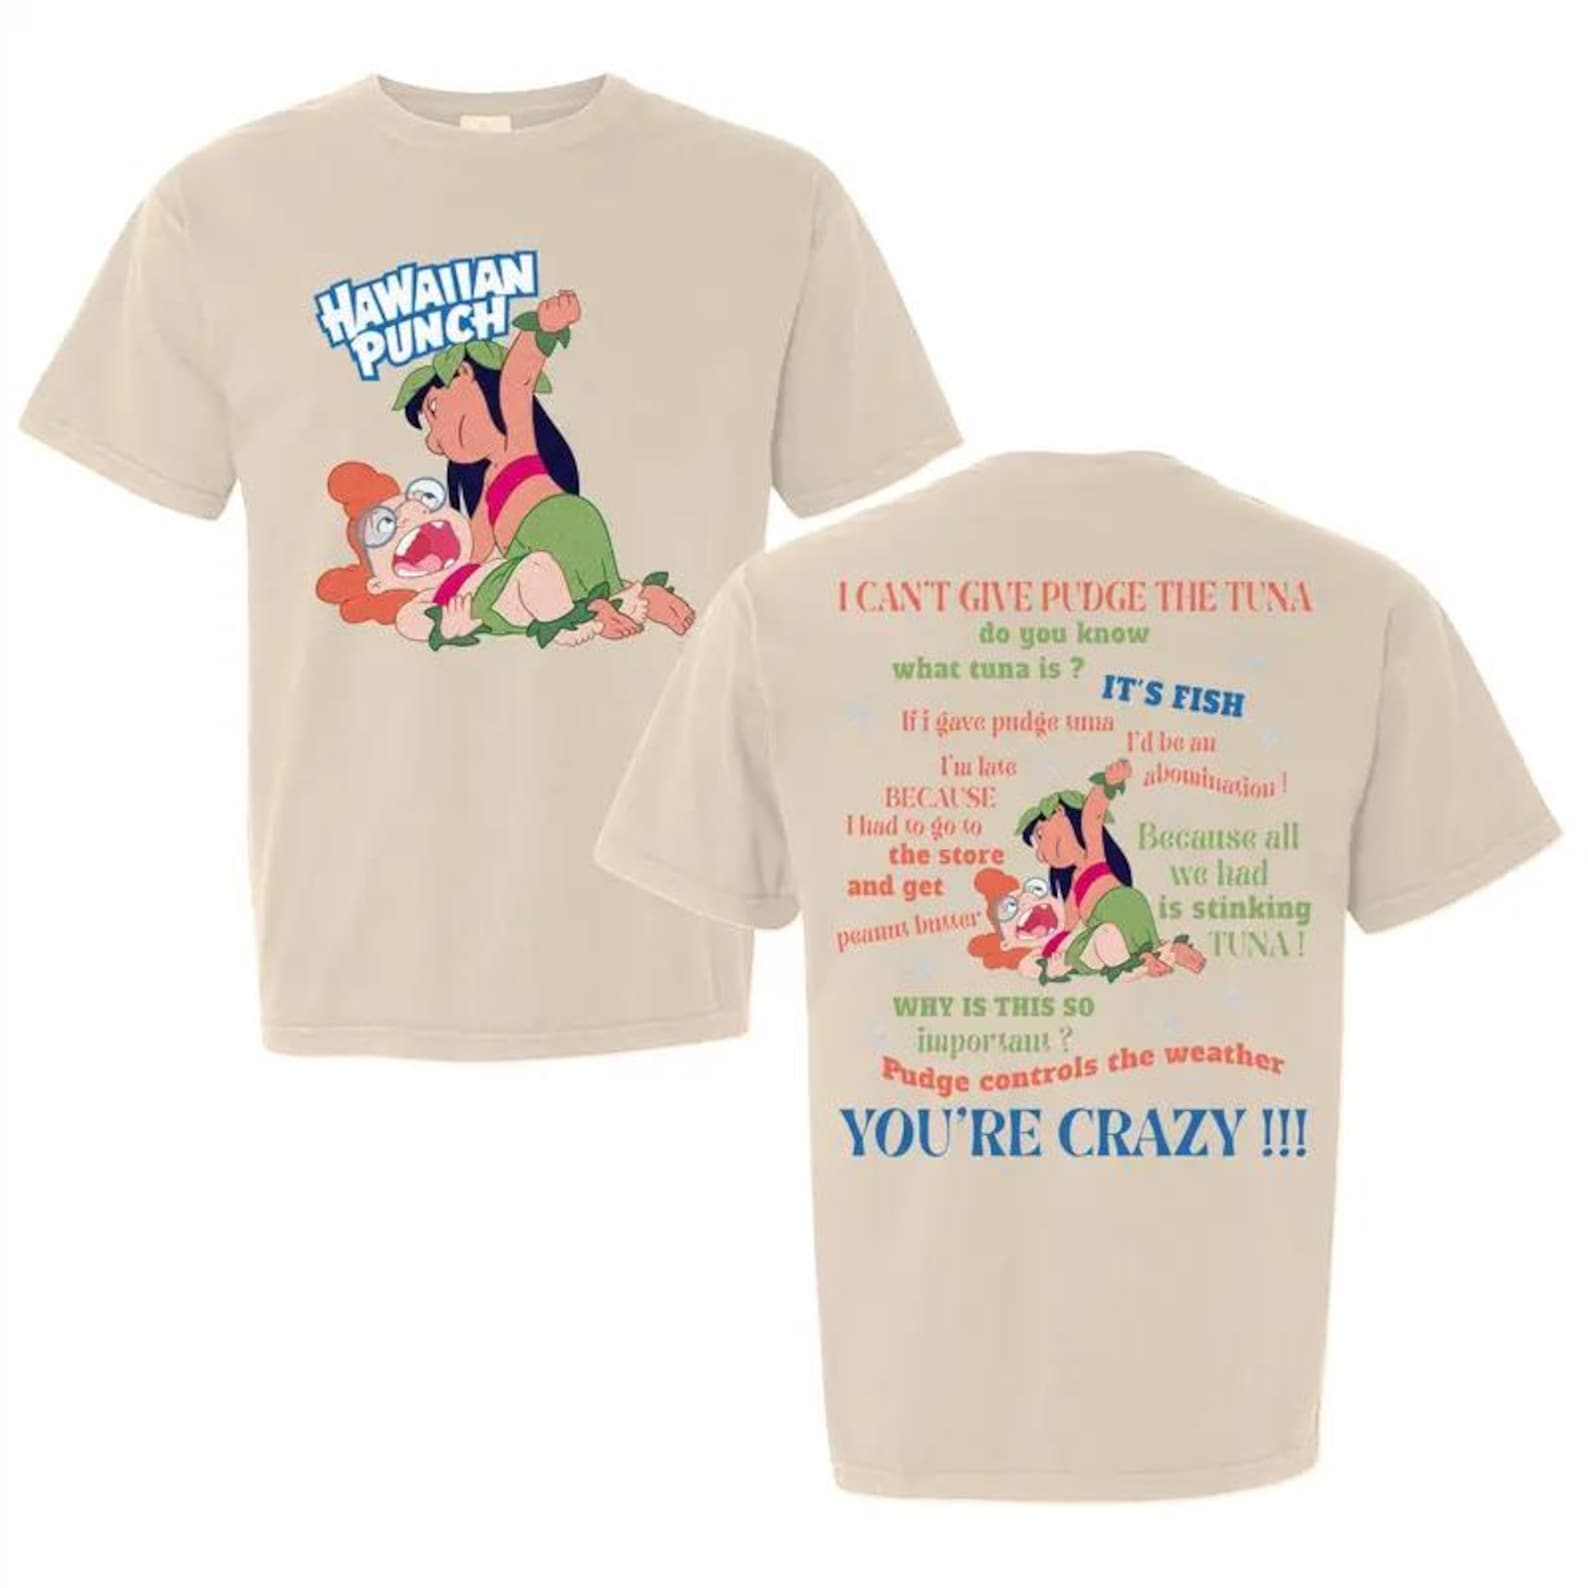 HAWAIIAN
PUNCH
I CAN'T GIVE PUDGE THE TUNA
do you know
what tuna is ?
IT'S FISH
If i gave pudge tuna
I'd be an
abomination !
I'm late
BECAUSE
I had to go to
the store
and get
peanut butter
Because all
we had
is stinking
TUNA !
WHY IS THIS SO
important ?
Pudge controls the weather
YOU'RE CRAZY !!!